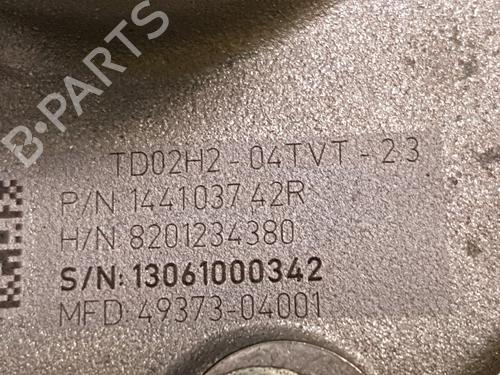 B-PARTS
TD02H2-04TVT-23
P/N 144103742R
H/N 8201234380
S/N: 13061000342
MFD: 49373-04001